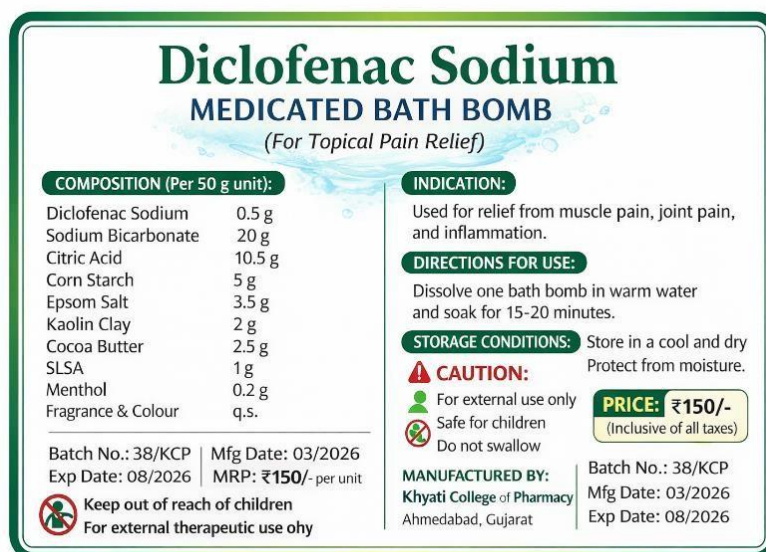 Diclofenac Sodium
MEDICATED BATH BOMB
(For Topical Pain Relief)
COMPOSITION (Per 50 g unit):
Diclofenac Sodium 0.5 g
Sodium Bicarbonate 20 g
Citric Acid 10.5 g
Corn Starch 5 g
Epsom Salt 3.5 g
Kaolin Clay 2 g
Cocoa Butter 2.5 g
SLSA 1 g
Menthol 0.2 g
Fragrance & Colour q.s.
Batch No.: 38/KCP | Mfg Date: 03/2026
Exp Date: 08/2026 | MRP: ₹150/- per unit
Keep out of reach of children
For external therapeutic use ohy
INDICATION:
Used for relief from muscle pain, joint pain,
and inflammation.
DIRECTIONS FOR USE:
Dissolve one bath bomb in warm water
and soak for 15-20 minutes.
STORAGE CONDITIONS: Store in a cool and dry
Protect from moisture.
CAUTION:
For external use only
Safe for children
Do not swallow
PRICE: ₹150/-
(Inclusive of all taxes)
MANUFACTURED BY:
Khyati College of Pharmacy
Ahmedabad, Gujarat
Batch No.: 38/KCP
Mfg Date: 03/2026
Exp Date: 08/2026